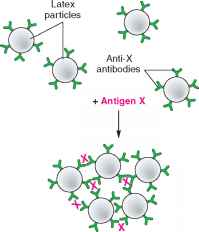 Latex
particles
Anti-X
antibodies
+ Antigen X
X
X
X
X
X
X